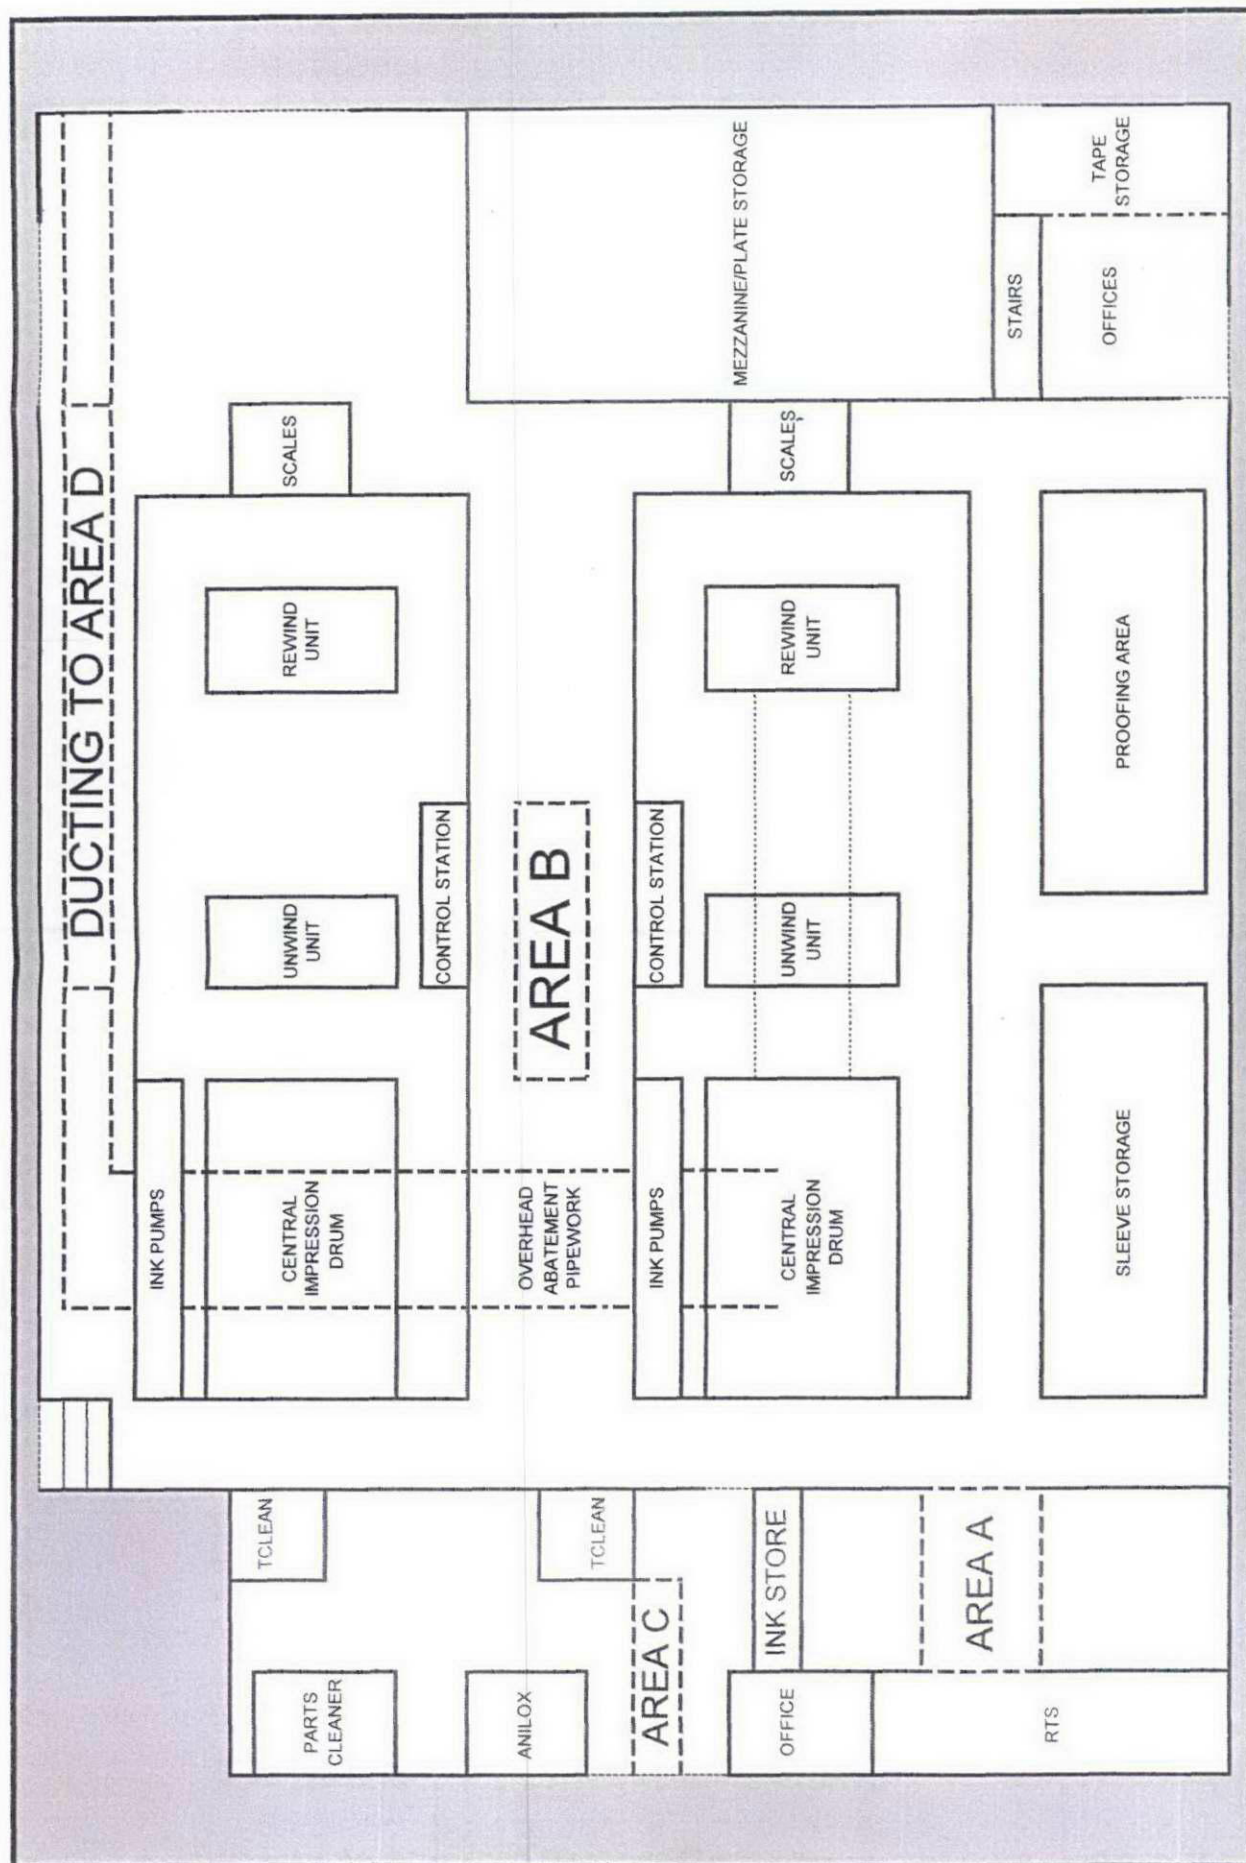 DUCTING TO AREA D
PARTS
CLEANER
TCLEAN
INK PUMPS
CENTRAL
IMPRESSION
DRUM
UNWIND
UNIT
REWIND
UNIT
SCALES
CONTROL STATION
ANILOX
TCLEAN
OVERHEAD
ABATEMENT
PIPEWORK
AREA B
AREA C
INK PUMPS
CONTROL STATION
MEZZANINE/PLATE STORAGE
OFFICE
INK STORE
CENTRAL
IMPRESSION
DRUM
UNWIND
UNIT
REWIND
UNIT
SCALES
AREA A
STAIRS
RTS
SLEEVE STORAGE
PROOFING AREA
OFFICES
TAPE
STORAGE